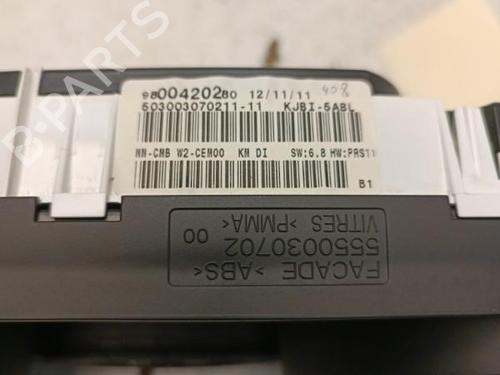 9800420280 12/11/11 408
503003070211-11 KJBI-5ABL
NN-CMB W2-CEM00 KM DI SW:6.8 HW:PRS11
B1
FACADE >ABS<
5550030702 00
VITRES >PMMA<
B-PARTS